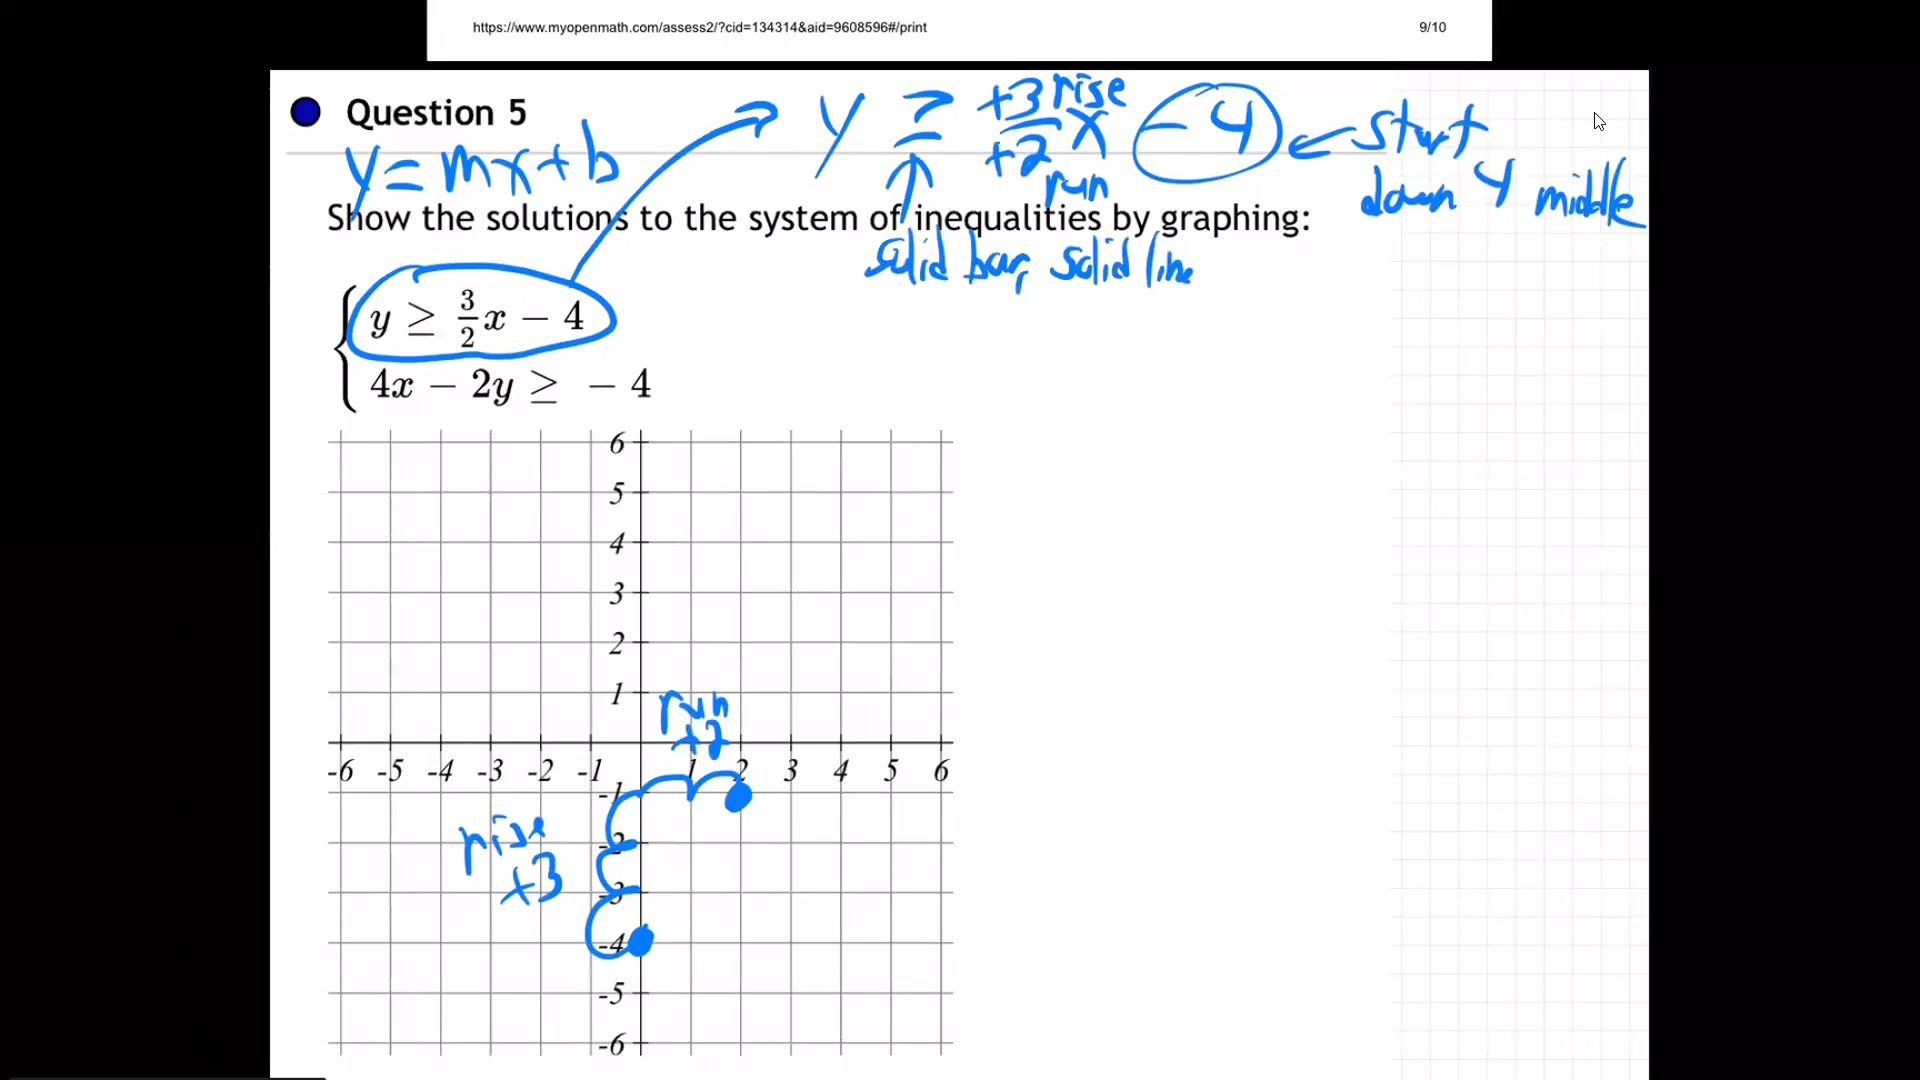 https://www.myopenmath.com/assess2/?cid=134314&aid=9608596#/print 9/10
Question 5
y = mx + b
y ≥ +3/+2 x - 4
rise
run
start
down 4 middle
Show the solutions to the system of inequalities by graphing:
solid bar, solid line
y ≥ 3/2 x − 4
4x − 2y ≥ − 4
6
5
4
3
2
1
run
+2
-6 -5 -4 -3 -2 -1 1 2 3 4 5 6
-1
rise
+3
-2
-3
-4
-5
-6